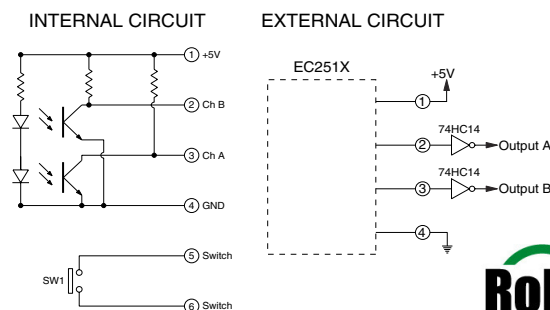 INTERNAL CIRCUIT
1 +5V
2 Ch B
3 Ch A
4 GND
SW1
5 Switch
6 Switch
EXTERNAL CIRCUIT
EC251X
+5V
1
74HC14
2 Output A
74HC14
3 Output B
4